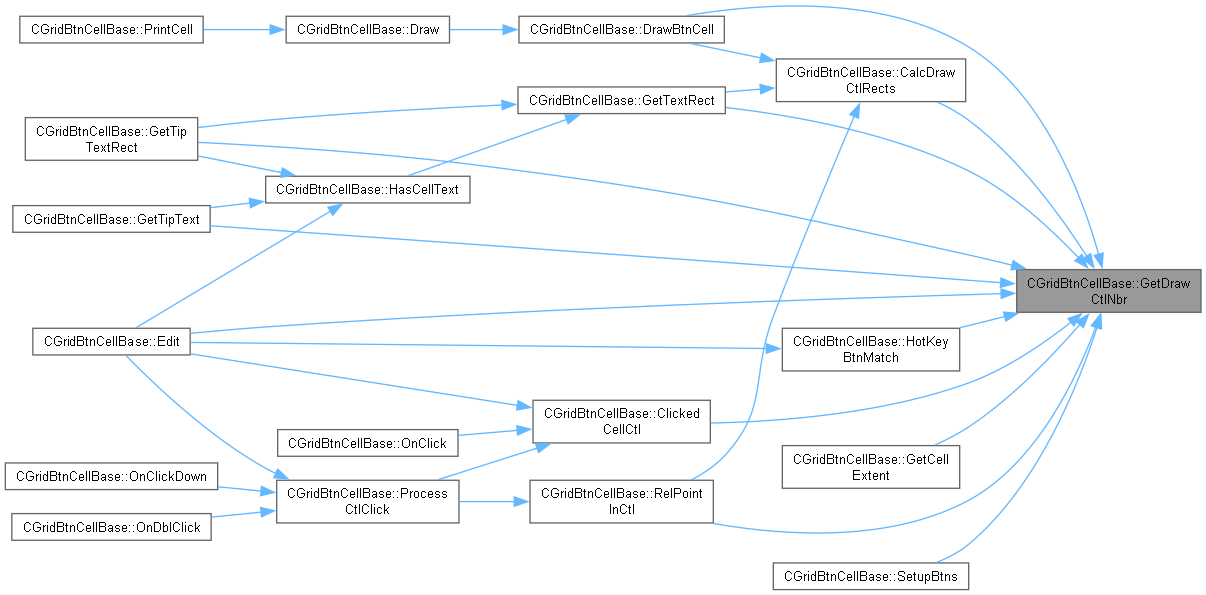 CGridBtnCellBase::PrintCell
CGridBtnCellBase::Draw
CGridBtnCellBase::DrawBtnCell
CGridBtnCellBase::CalcDraw
CtlRects
CGridBtnCellBase::GetTextRect
CGridBtnCellBase::GetTip
TextRect
CGridBtnCellBase::HasCellText
CGridBtnCellBase::GetTipText
CGridBtnCellBase::GetDraw
CtlNbr
CGridBtnCellBase::Edit
CGridBtnCellBase::HotKey
BtnMatch
CGridBtnCellBase::Clicked
CellCtl
CGridBtnCellBase::OnClick
CGridBtnCellBase::GetCell
Extent
CGridBtnCellBase::OnClickDown
CGridBtnCellBase::Process
CtlClick
CGridBtnCellBase::RelPoint
InCtl
CGridBtnCellBase::OnDblClick
CGridBtnCellBase::SetupBtns